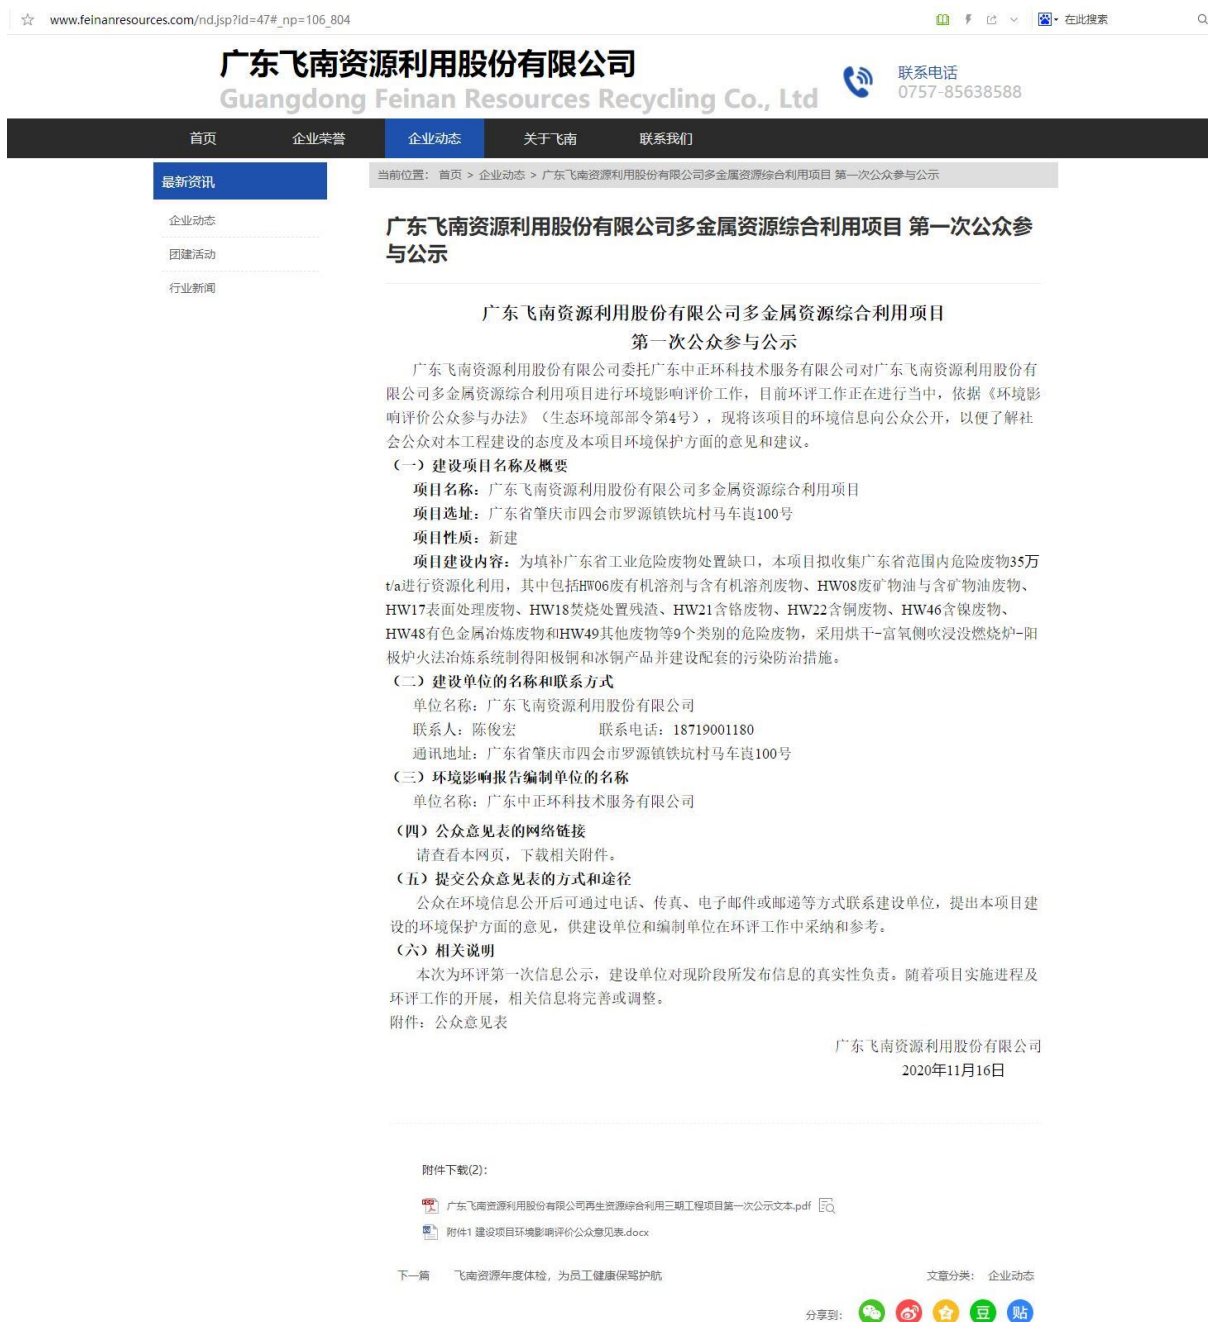 www.feinanresources.com/nd.jsp?id=47#_np=106_804
在此搜索
广东飞南资源利用股份有限公司
Guangdong Feinan Resources Recycling Co., Ltd
联系电话
0757-85638588
首页 企业荣誉 企业动态 关于飞南 联系我们
最新资讯
企业动态
团建活动
行业新闻
当前位置： 首页 > 企业动态 > 广东飞南资源利用股份有限公司多金属资源综合利用项目 第一次公众参与公示
广东飞南资源利用股份有限公司多金属资源综合利用项目 第一次公众参
与公示
广东飞南资源利用股份有限公司多金属资源综合利用项目
第一次公众参与公示
广东飞南资源利用股份有限公司委托广东中正环科技术服务有限公司对广东飞南资源利用股份有
限公司多金属资源综合利用项目进行环境影响评价工作，目前环评工作正在进行当中，依据《环境影
响评价公众参与办法》（生态环境部部令第4号），现将该项目的环境信息向公众公开，以便了解社
会公众对本工程建设的态度及本项目环境保护方面的意见和建议。
（一）建设项目名称及概要
项目名称：广东飞南资源利用股份有限公司多金属资源综合利用项目
项目选址：广东省肇庆市四会市罗源镇铁坑村马车崀100号
项目性质：新建
项目建设内容：为填补广东省工业危险废物处置缺口，本项目拟收集广东省范围内危险废物35万
t/a进行资源化利用，其中包括HW06废有机溶剂与含有机溶剂废物、HW08废矿物油与含矿物油废物、
HW17表面处理废物、HW18焚烧处置残渣、HW21含铬废物、HW22含铜废物、HW46含镍废物、
HW48有色金属冶炼废物和HW49其他废物等9个类别的危险废物，采用烘干-富氧侧吹浸没燃烧炉-阳
极炉火法冶炼系统制得阳极铜和冰铜产品并建设配套的污染防治措施。
（二）建设单位的名称和联系方式
单位名称：广东飞南资源利用股份有限公司
联系人：陈俊宏 联系电话：18719001180
通讯地址：广东省肇庆市四会市罗源镇铁坑村马车崀100号
（三）环境影响报告编制单位的名称
单位名称：广东中正环科技术服务有限公司
（四）公众意见表的网络链接
请查看本网页，下载相关附件。
（五）提交公众意见表的方式和途径
公众在环境信息公开后可通过电话、传真、电子邮件或邮递等方式联系建设单位，提出本项目建
设的环境保护方面的意见，供建设单位和编制单位在环评工作中采纳和参考。
（六）相关说明
本次为环评第一次信息公示，建设单位对现阶段所发布信息的真实性负责。随着项目实施进程及
环评工作的开展，相关信息将完善或调整。
附件：公众意见表
广东飞南资源利用股份有限公司
2020年11月16日
附件下载(2)：
广东飞南资源利用股份有限公司再生资源综合利用三期工程项目第一次公示文本.pdf
附件1 建设项目环境影响评价公众意见表.docx
下一篇 飞南资源年度体检，为员工健康保驾护航 文章分类： 企业动态
分享到： 豆 贴